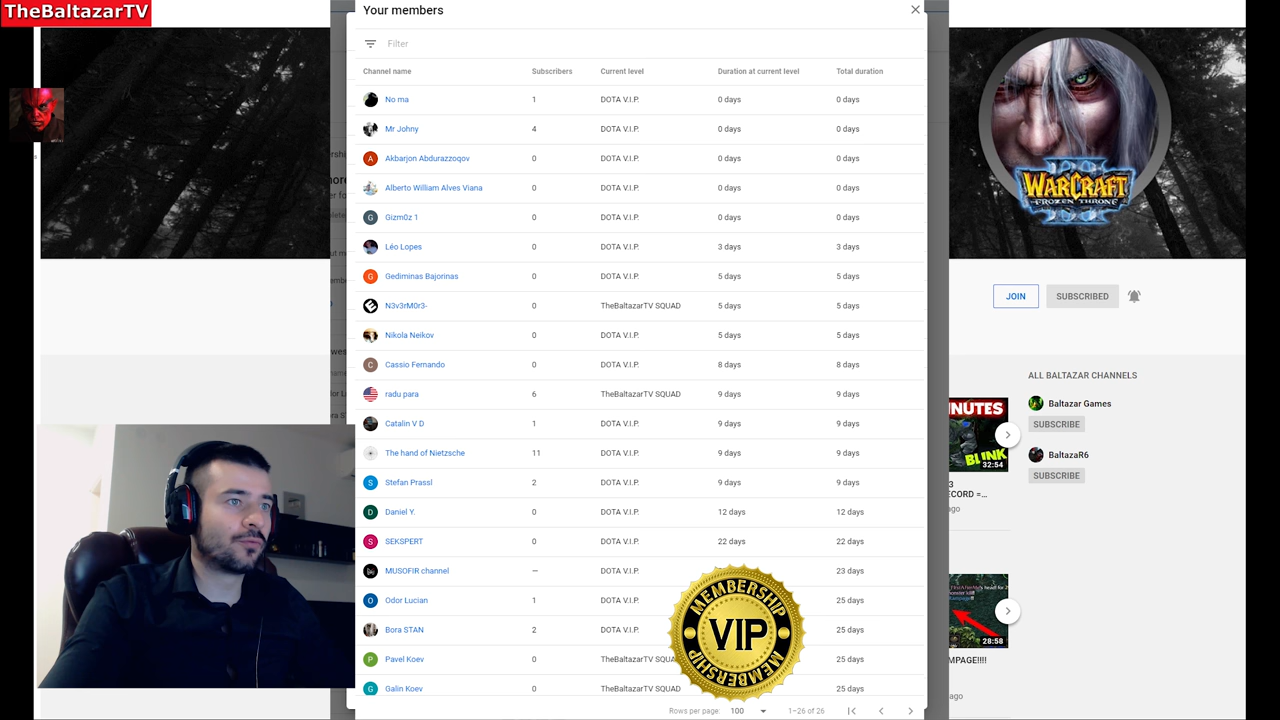 TheBaltazarTV
Your members
Filter
Channel name Subscribers Current level Duration at current level Total duration
No ma 1 DOTA V.I.P. 0 days 0 days
Mr Johny 4 DOTA V.I.P. 0 days 0 days
A Akbarjon Abdurazzoqov 0 DOTA V.I.P. 0 days 0 days
Alberto William Alves Viana 0 DOTA V.I.P. 0 days 0 days
G Gizm0z 1 0 DOTA V.I.P. 0 days 0 days
Léo Lopes 0 DOTA V.I.P. 3 days 3 days
G Gediminas Bajorinas 0 DOTA V.I.P. 5 days 5 days
N3v3rM0r3- 0 TheBaltazarTV SQUAD 5 days 5 days
Nikola Neikov 0 DOTA V.I.P. 5 days 5 days
C Cassio Fernando 0 DOTA V.I.P. 8 days 8 days
radu para 6 TheBaltazarTV SQUAD 9 days 9 days
Catalin V D 1 DOTA V.I.P. 9 days 9 days
The hand of Nietzsche 11 DOTA V.I.P. 9 days 9 days
S Stefan Prassl 2 DOTA V.I.P. 9 days 9 days
D Daniel Y. 0 DOTA V.I.P. 12 days 12 days
S SEKSPERT 0 DOTA V.I.P. 22 days 22 days
MUSOFIR channel — DOTA V.I.P. 23 days
O Odor Lucian 1 DOTA V.I.P. 25 days
Bora STAN 2 DOTA V.I.P. 25 days
P Pavel Koev 0 TheBaltazarTV SQUA 25 days
G Galin Koev 0 TheBaltazarTV SQUAD 25 days
Rows per page: 100 1–26 of 26
MEMBERSHIP
VIP
MEMBERSHIP
WARCRAFT
III
FROZEN THRONE
JOIN SUBSCRIBED
ALL BALTAZAR CHANNELS
Baltazar Games
SUBSCRIBE
BaltazaR6
SUBSCRIBE
NUTES
BLINK
32:54
3
ECORD =...
ago
28:58
MPAGE!!!!
ago